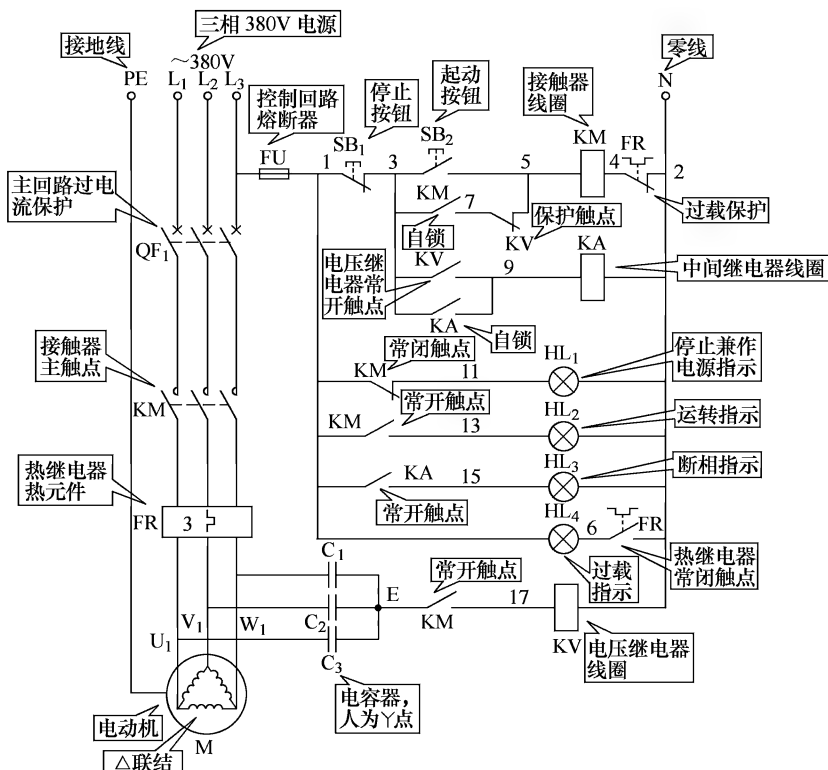 三相 380V 电源
接地线
零线
～380V
PE
L₁
L₂
L₃
N
控制回路
熔断器
停止
按钮
起动
按钮
接触器
线圈
SB₁
SB₂
KM
FR
FU
1
3
5
4
2
主回路过电
流保护
KM
7
保护触点
过载保护
自锁
KV
KA
QF₁
电压继
电器常
开触点
KV
9
中间继电器线圈
KA
自锁
接触器
主触点
常闭触点
KM
11
HL₁
停止兼作
电源指示
常开触点
KM
KM
13
HL₂
运转指示
热继电器
热元件
KA
15
HL₃
断相指示
常开触点
FR
3
HL₄
6
FR
C₁
常开触点
过载
指示
热继电器
常闭触点
E
17
V₁
W₁
C₂
KM
U₁
KV
电压继电器
线圈
C₃
电容器，
人为Y点
电动机
M
△联结